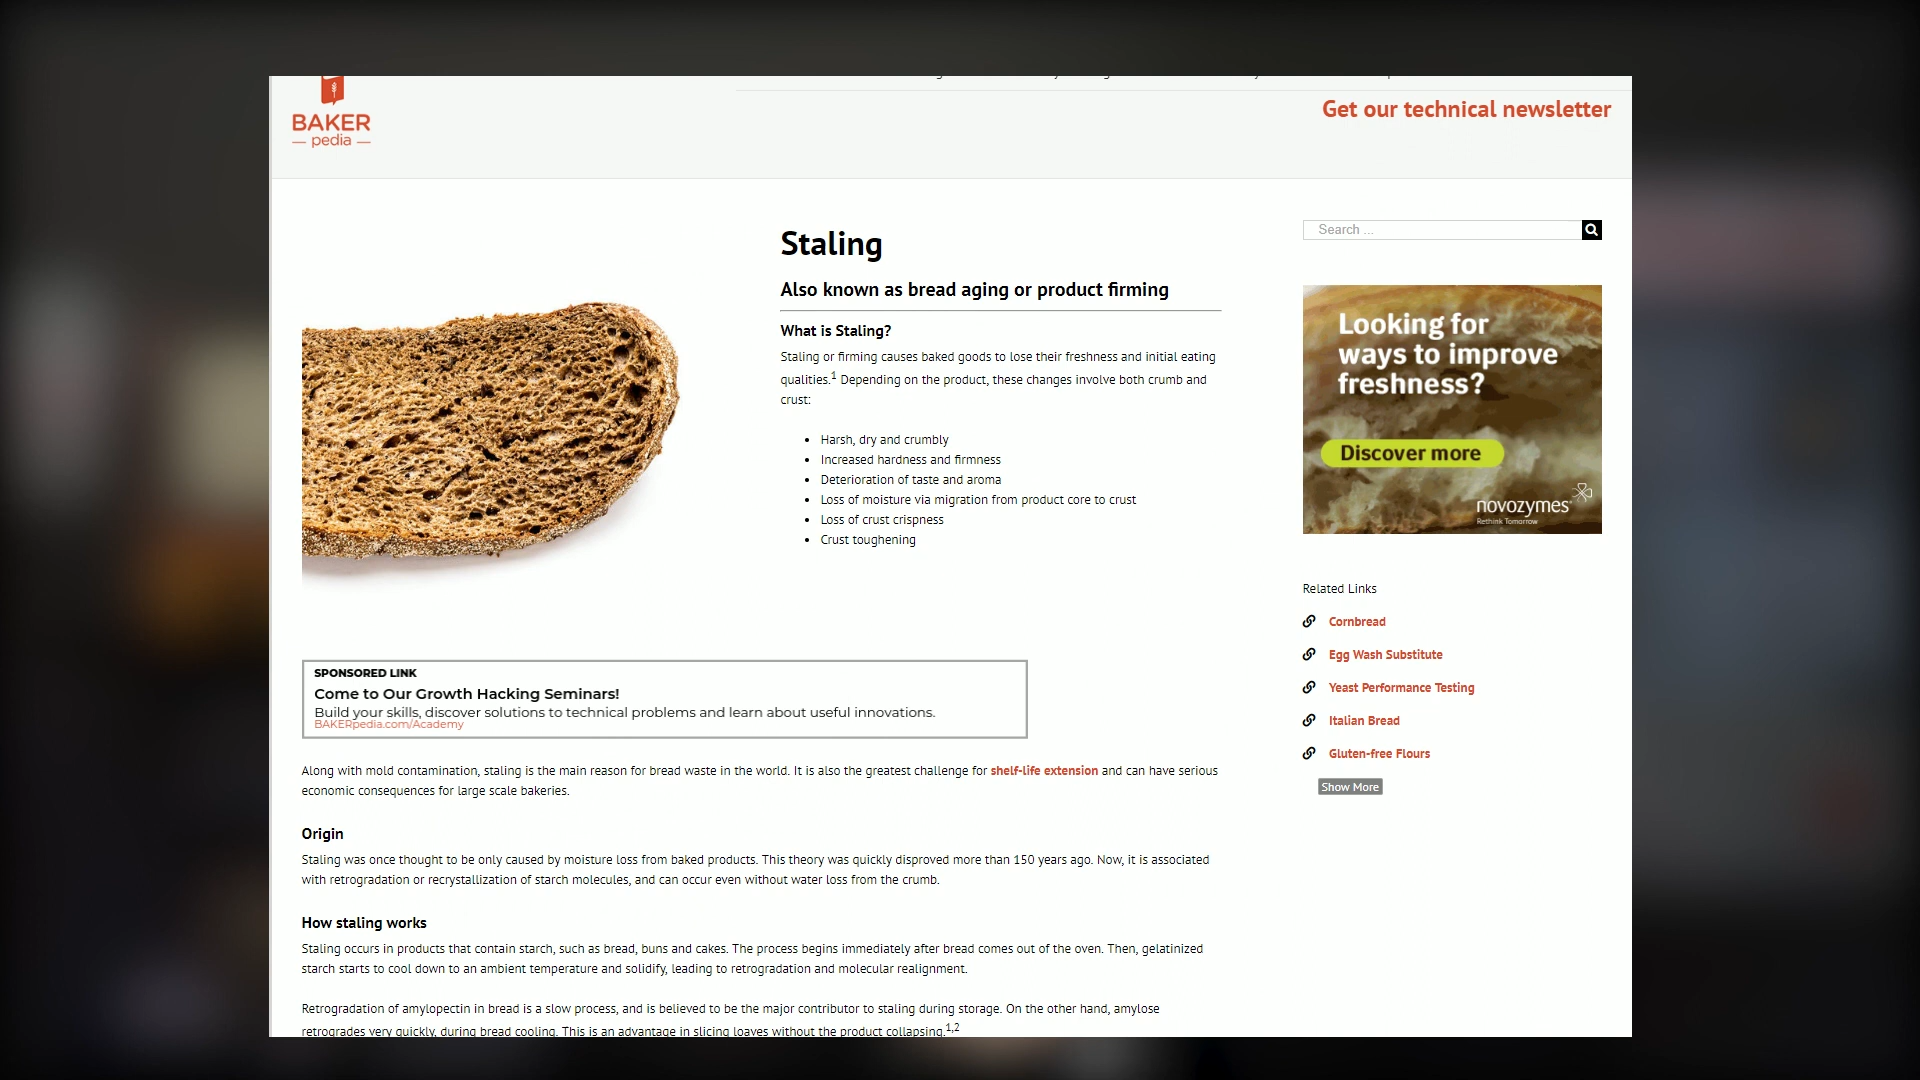 BAKER
pedia
Get our technical newsletter
Staling
Also known as bread aging or product firming
What is Staling?
Staling or firming causes baked goods to lose their freshness and initial eating
qualities.1 Depending on the product, these changes involve both crumb and
crust:
• Harsh, dry and crumbly
• Increased hardness and firmness
• Deterioration of taste and aroma
• Loss of moisture via migration from product core to crust
• Loss of crust crispness
• Crust toughening
SPONSORED LINK
Come to Our Growth Hacking Seminars!
Build your skills, discover solutions to technical problems and learn about useful innovations.
BAKERpedia.com/Academy
Along with mold contamination, staling is the main reason for bread waste in the world. It is also the greatest challenge for shelf-life extension and can have serious
economic consequences for large scale bakeries.
Origin
Staling was once thought to be only caused by moisture loss from baked products. This theory was quickly disproved more than 150 years ago. Now, it is associated
with retrogradation or recrystallization of starch molecules, and can occur even without water loss from the crumb.
How staling works
Staling occurs in products that contain starch, such as bread, buns and cakes. The process begins immediately after bread comes out of the oven. Then, gelatinized
starch starts to cool down to an ambient temperature and solidify, leading to retrogradation and molecular realignment.
Retrogradation of amylopectin in bread is a slow process, and is believed to be the major contributor to staling during storage. On the other hand, amylose
retrogrades very quickly, during bread cooling. This is an advantage in slicing loaves without the product collapsing.1,2
Search ...
Looking for
ways to improve
freshness?
Discover more
novozymes
Rethink Tomorrow
Related Links
Cornbread
Egg Wash Substitute
Yeast Performance Testing
Italian Bread
Gluten-free Flours
Show More